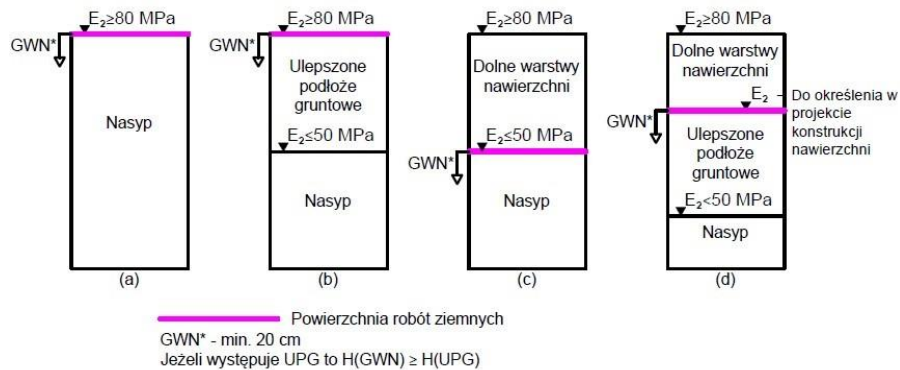 E₂≥80 MPa
GWN*
Nasyp
(a)
E₂≥80 MPa
GWN*
Ulepszone
podłoże
gruntowe
E₂≤50 MPa
Nasyp
(b)
E₂≥80 MPa
Dolne warstwy
nawierzchni
E₂≤50 MPa
GWN*
Nasyp
(c)
E₂≥80 MPa
Dolne warstwy
nawierzchni
E₂ - Do określenia w
projekcie
konstrukcji
nawierzchni
GWN*
Ulepszone
podłoże
gruntowe
E₂<50 MPa
Nasyp
(d)
Powierzchnia robót ziemnych
GWN* - min. 20 cm
Jeżeli występuje UPG to H(GWN) ≥ H(UPG)